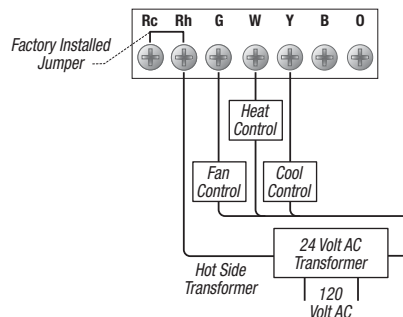 Rc Rh G W Y B O
Factory Installed
Jumper
Heat
Control
Fan
Control
Cool
Control
24 Volt AC
Transformer
Hot Side
Transformer
120
Volt AC